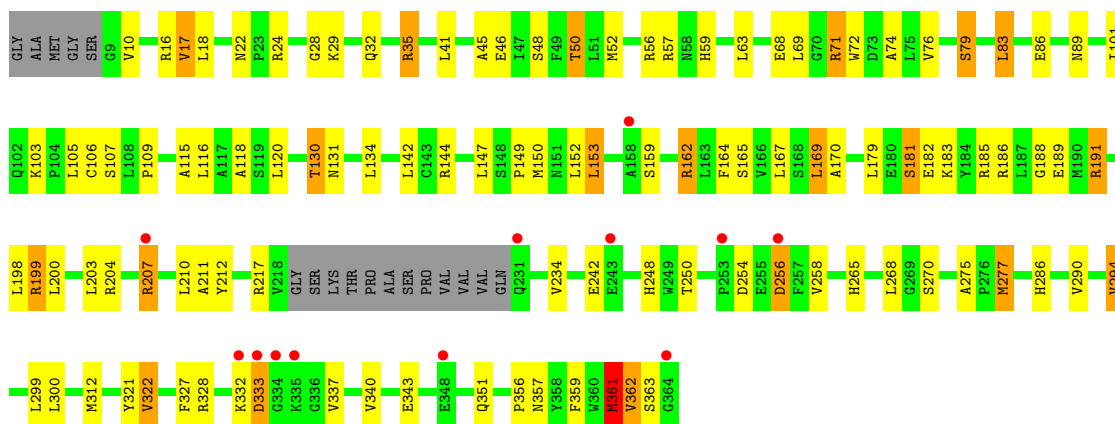 GLY ALA MET GLY SER G9 V10 R16 V17 L18 N22 P23 R24 G28 K29 Q32 R35 L41 A45 E46 I47 S48 F49 T50 L51 M52 R56 R57 N58 H59 L63 E68 L69 G70 R71 W72 D73 A74 L75 V76 S79 L83 E86 N89
Q102 K103 P104 L105 C106 S107 L108 P109 A115 L116 A117 A118 S119 L120 T130 N131 L134 L142 C143 R144 L147 S148 P149 M150 N151 L152 L153 A158 S159 R162 L163 F164 S165 V166 L167 S168 L169 A170 L179 E180 S181 E182 K183 Y184 R185 R186 L187 G188 E189 M190 R191
L198 R199 L200 L203 R204 R207 L210 A211 Y212 R217 V218 GLY SER LYS THR PRO ALA SER PRO VAL VAL VAL GLN Q231 V234 E242 E243 H248 W249 T250 P253 D254 E255 D256 F257 V258 H265 L268 G269 S270 A275 P276 M277 H286 V290
L299 L300 M312 Y321 V322 F327 R328 K332 D333 G334 K335 G336 V337 V340 E343 E348 Q351 P356 N357 Y358 F359 W360 M361 V362 S363 G364